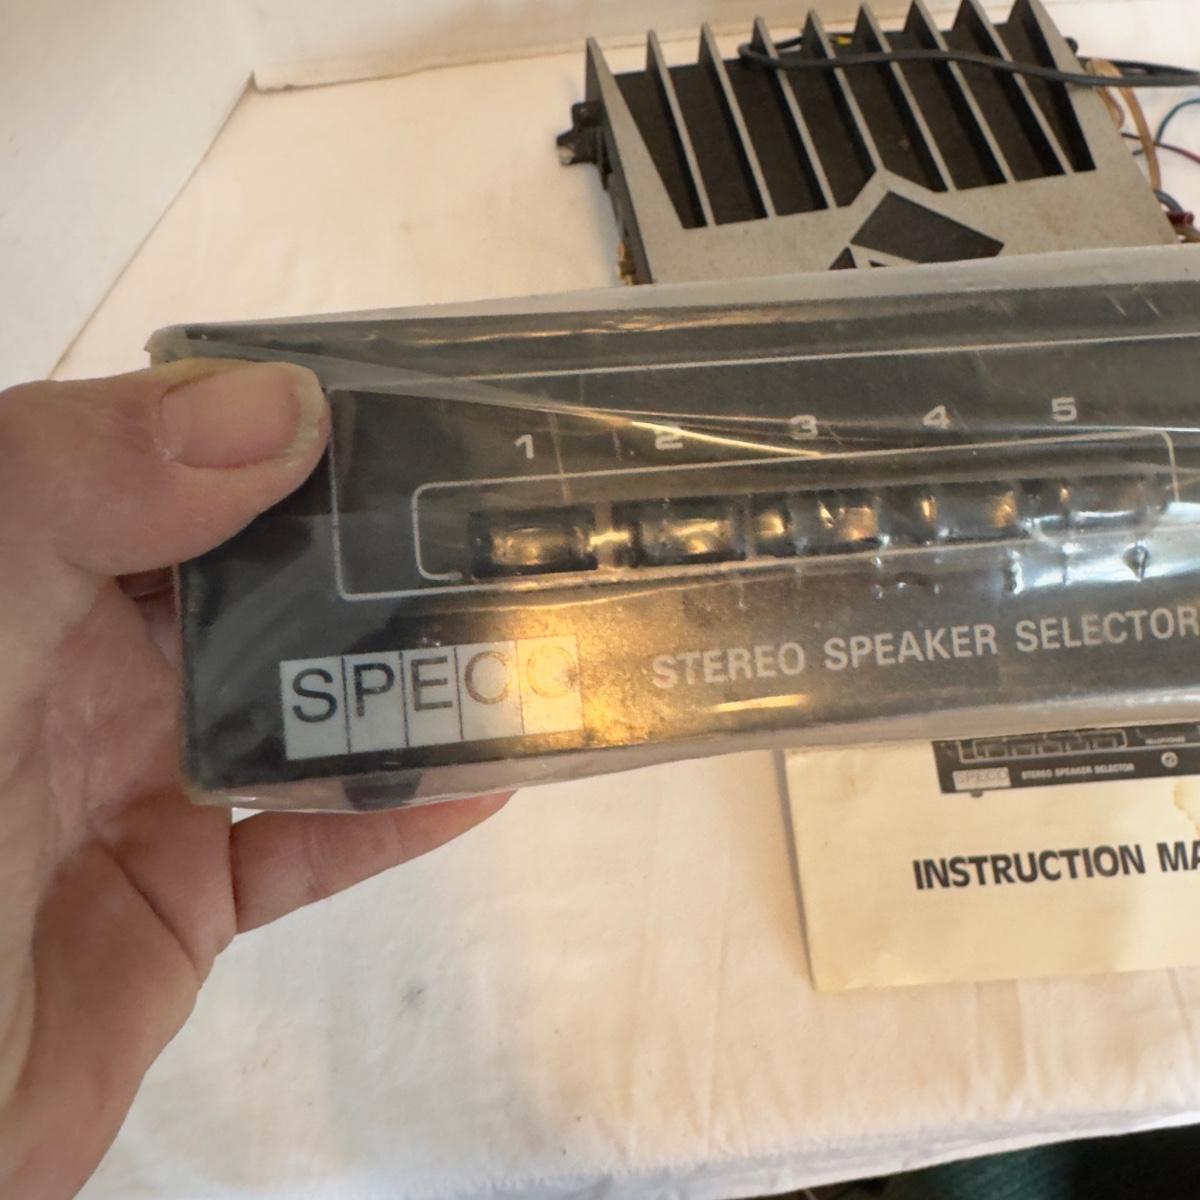 1 2 3 4 5
SPECO STEREO SPEAKER SELECTOR
SPECO STEREO SPEAKER SELECTOR
INSTRUCTION MA